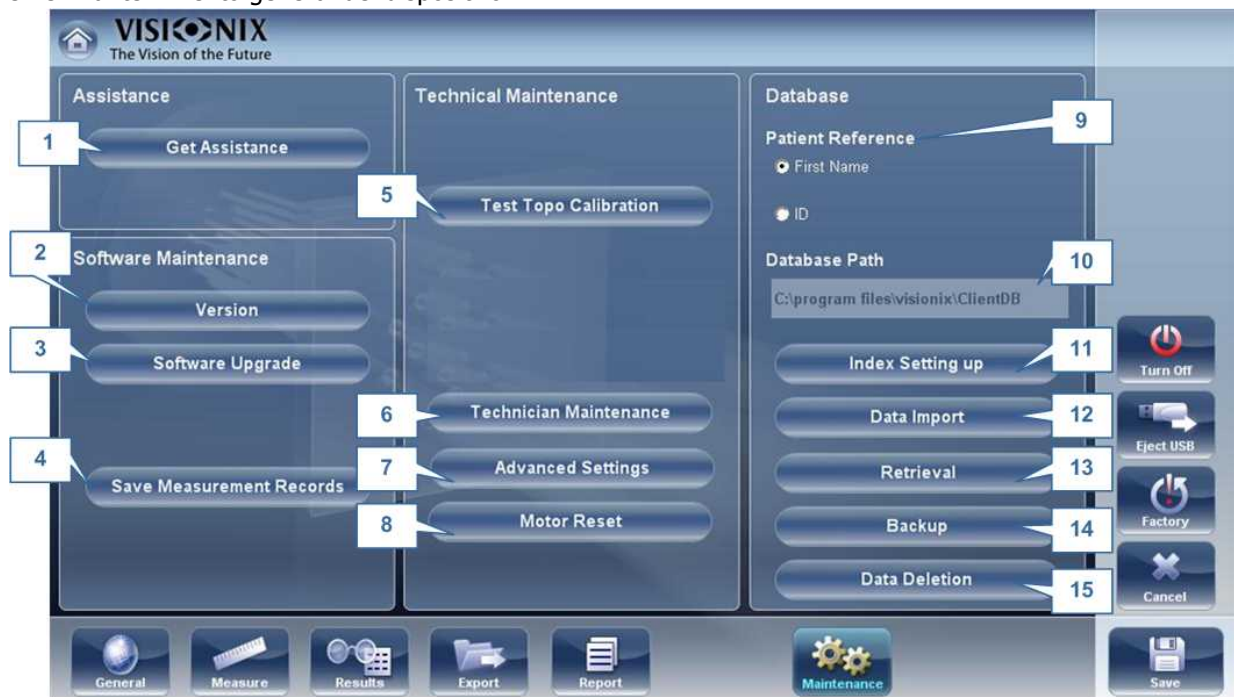 VISIONIX
The Vision of the Future
Assistance
1
Get Assistance
Software Maintenance
2
Version
3
Software Upgrade
4
Save Measurement Records
Technical Maintenance
5
Test Topo Calibration
6
Technician Maintenance
7
Advanced Settings
8
Motor Reset
Database
9
Patient Reference
First Name
ID
Database Path
10
C:\program files\visionix\ClientDB
Index Setting up
11
Data Import
12
Retrieval
13
Backup
14
Data Deletion
15
Turn Off
Eject USB
Factory
Cancel
General
Measure
Results
Export
Report
Maintenance
Save